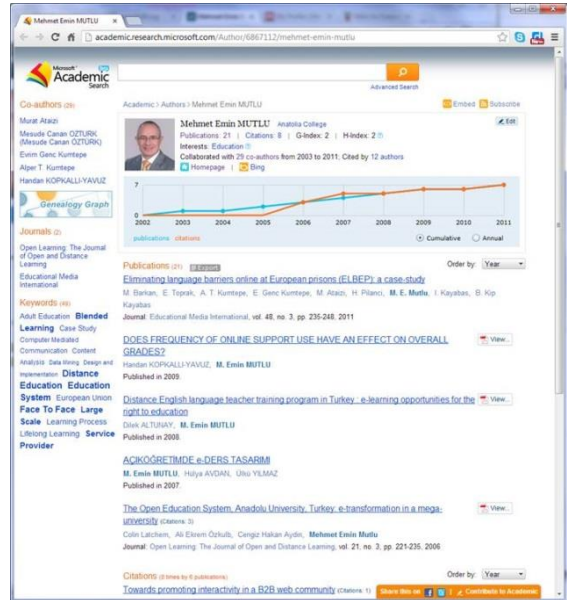 Mehmet Emin MUTLU
academic.research.microsoft.com/Author/6867112/mehmet-emin-mutlu
Microsoft
Academic
Search
Advanced Search
Academic > Authors > Mehmet Emin MUTLU
Embed Subscribe
Co-authors (29)
Murat Ataizi
Mesude Canan OZTURK
(Mesude Canan OZTURK)
Evrim Genc Kumtepe
Alper T. Kumtepe
Handan KOPKALLI-YAVUZ
Genealogy Graph
Journals (2)
Open Learning: The Journal
of Open and Distance
Learning
Educational Media
International
Keywords (46)
Adult Education Blended
Learning Case Study
Computer Mediated
Communication Content
Analysis Data Mining Design and
Implementation Distance
Education Education
System European Union
Face To Face Large
Scale Learning Process
Lifelong Learning Service
Provider
Mehmet Emin MUTLU Anatolia College
Edit
Publications: 21 | Citations: 8 | G-Index: 2 | H-Index: 2
Interests: Education
Collaborated with 29 co-authors from 2003 to 2011; Cited by 12 authors
Homepage | Bing
7
0
2002 2003 2004 2005 2006 2007 2008 2009 2010 2011
publications citations
Cumulative Annual
Publications (21) Export
Order by: Year
Eliminating language barriers online at European prisons (ELBEP): a case-study
M. Barkan, E. Toprak, A. T. Kumtepe, E. Genc Kumtepe, M. Ataizi, H. Pilanci, M. E. Mutlu, I. Kayabas, B. Kip
Kayabas
Journal: Educational Media International, vol. 48, no. 3, pp. 235-248, 2011
DOES FREQUENCY OF ONLINE SUPPORT USE HAVE AN EFFECT ON OVERALL
GRADES?
View...
Handan KOPKALLI-YAVUZ, M. Emin MUTLU
Published in 2009.
Distance English language teacher training program in Turkey : e-learning opportunities for the
right to education
View...
Dilek ALTUNAY, M. Emin MUTLU
Published in 2008.
AÇIKÖĞRETİMDE e-DERS TASARIMI
M. Emin MUTLU, Hülya AVDAN, Ülkü YILMAZ
Published in 2007.
The Open Education System, Anadolu University, Turkey: e-transformation in a mega-
university (Citations: 3)
View...
Colin Latchem, Ali Ekrem Özkul, Cengiz Hakan Aydin, Mehmet Emin Mutlu
Journal: Open Learning: The Journal of Open and Distance Learning, vol. 21, no. 3, pp. 221-235, 2006
Citations (8 times by 6 publications)
Order by: Year
Towards promoting interactivity in a B2B web community (Citations: 1)
Share this on
Contribute to Academic